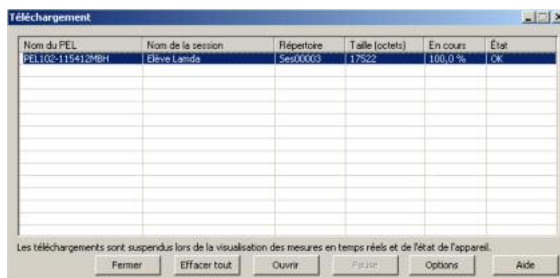 Téléchargement
Nom du PEL Nom de la session Répertoire Taille (octets) En cours État
PEL102-115412MBH Elève Lamda Ses00003 17522 100,0 % OK
Les téléchargements sont suspendus lors de la visualisation des mesures en temps réels et de l'état de l'appareil.
Fermer Effacer tout Ouvrir Pause Options Aide